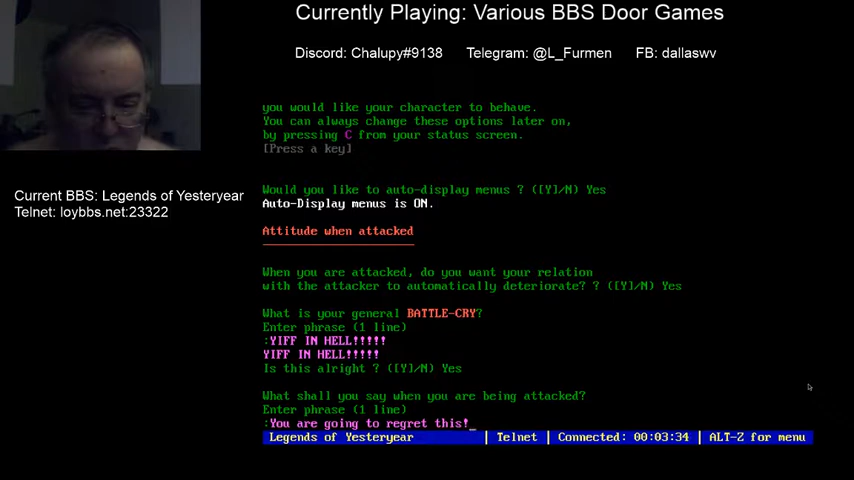 Currently Playing: Various BBS Door Games
Discord: Chalupy#9138 Telegram: @L_Furmen FB: dallaswv
you would like your character to behave.
You can always change these options later on,
by pressing C from your status screen.
[Press a key]
Current BBS: Legends of Yesteryear
Telnet: loybbs.net:23322
Would you like to auto-display menus ? ([Y]/N) Yes
Auto-Display menus is ON.
Attitude when attacked
When you are attacked, do you want your relation
with the attacker to automatically deteriorate? ? ([Y]/N) Yes
What is your general BATTLE-CRY?
Enter phrase (1 line)
:YIFF IN HELL!!!!!
YIFF IN HELL!!!!!
Is this alright ? ([Y]/N) Yes
What shall you say when you are being attacked?
Enter phrase (1 line)
:You are going to regret this!_
Legends of Yesteryear | Telnet | Connected: 00:03:34 | ALT-Z for menu